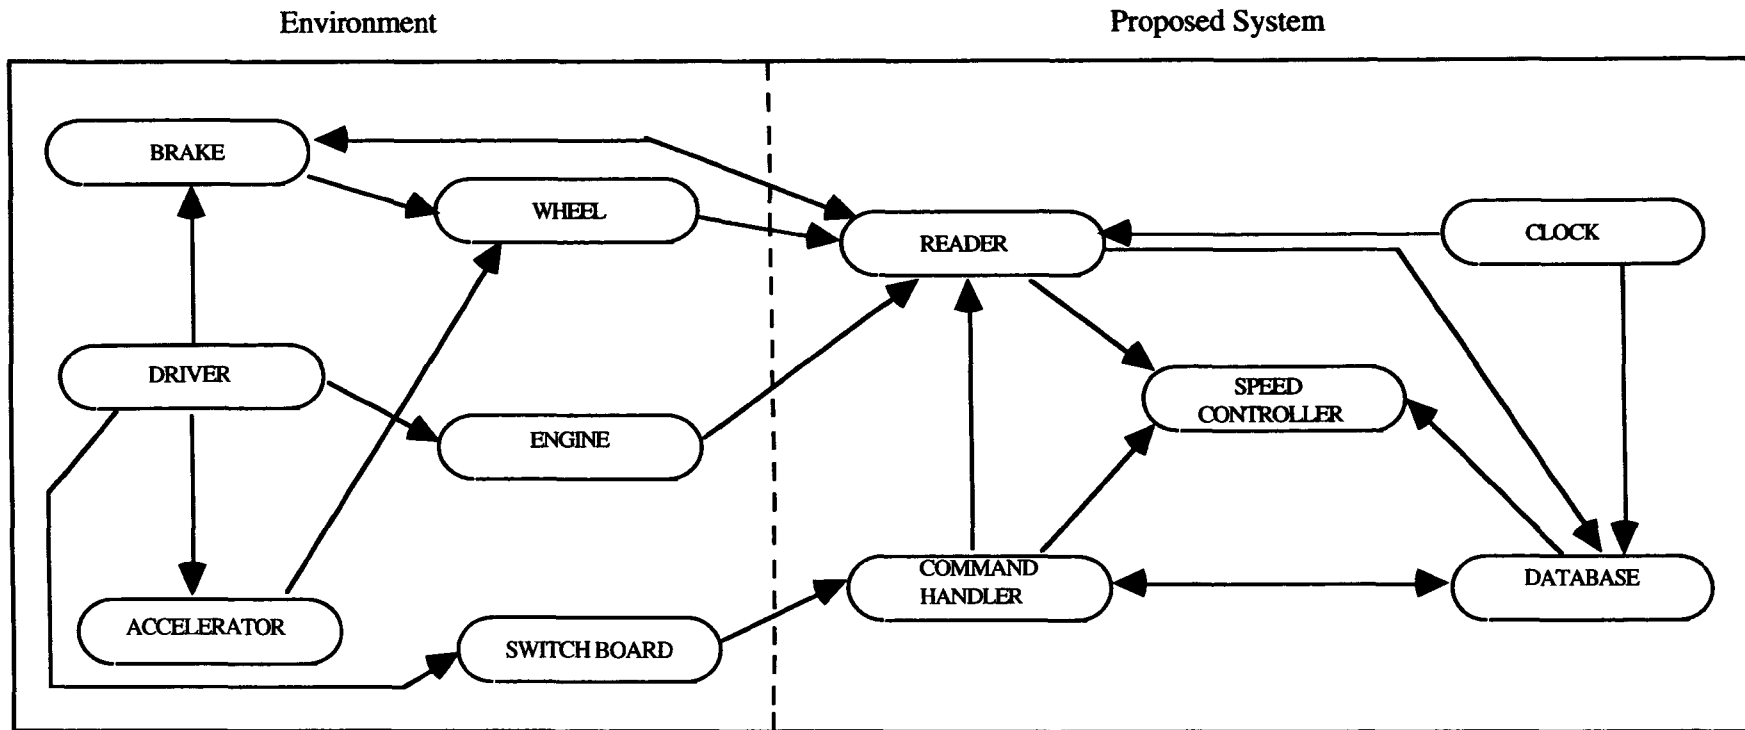 Environment
Proposed System
BRAKE
WHEEL
READER
CLOCK
DRIVER
ENGINE
SPEED
CONTROLLER
ACCELERATOR
SWITCH BOARD
COMMAND
HANDLER
DATABASE